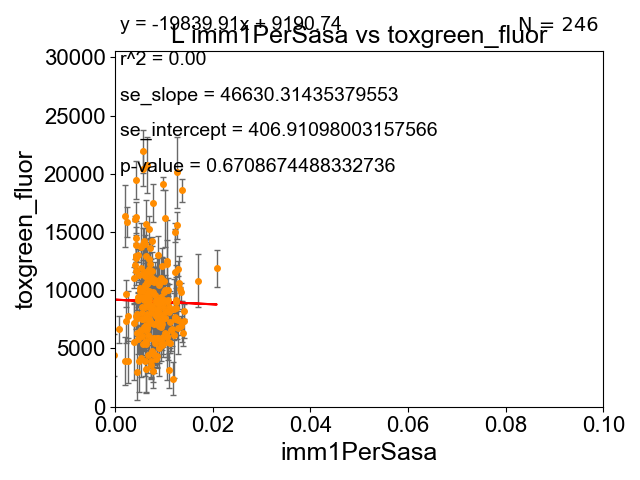 y = -19839.91x + 9190.74
N = 246
L imm1PerSasa vs toxgreen_fluor
r^2 = 0.00
se_slope = 46630.31435379553
se_intercept = 406.91098003157566
p-value = 0.6708674488332736
30000
25000
20000
15000
10000
5000
0
toxgreen_fluor
0.00 0.02 0.04 0.06 0.08 0.10
imm1PerSasa